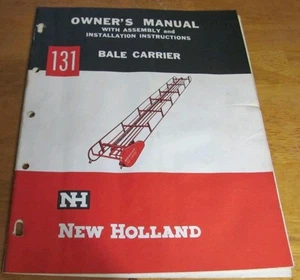 OWNER'S MANUAL
WITH ASSEMBLY and
INSTALLATION INSTRUCTIONS
131
BALE CARRIER
NH
NEW HOLLAND